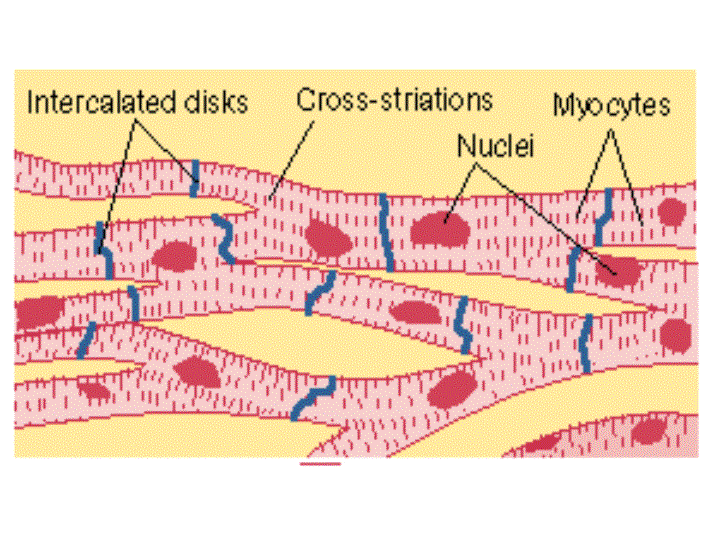 Intercalated disks
Cross-striations
Myocytes
Nuclei